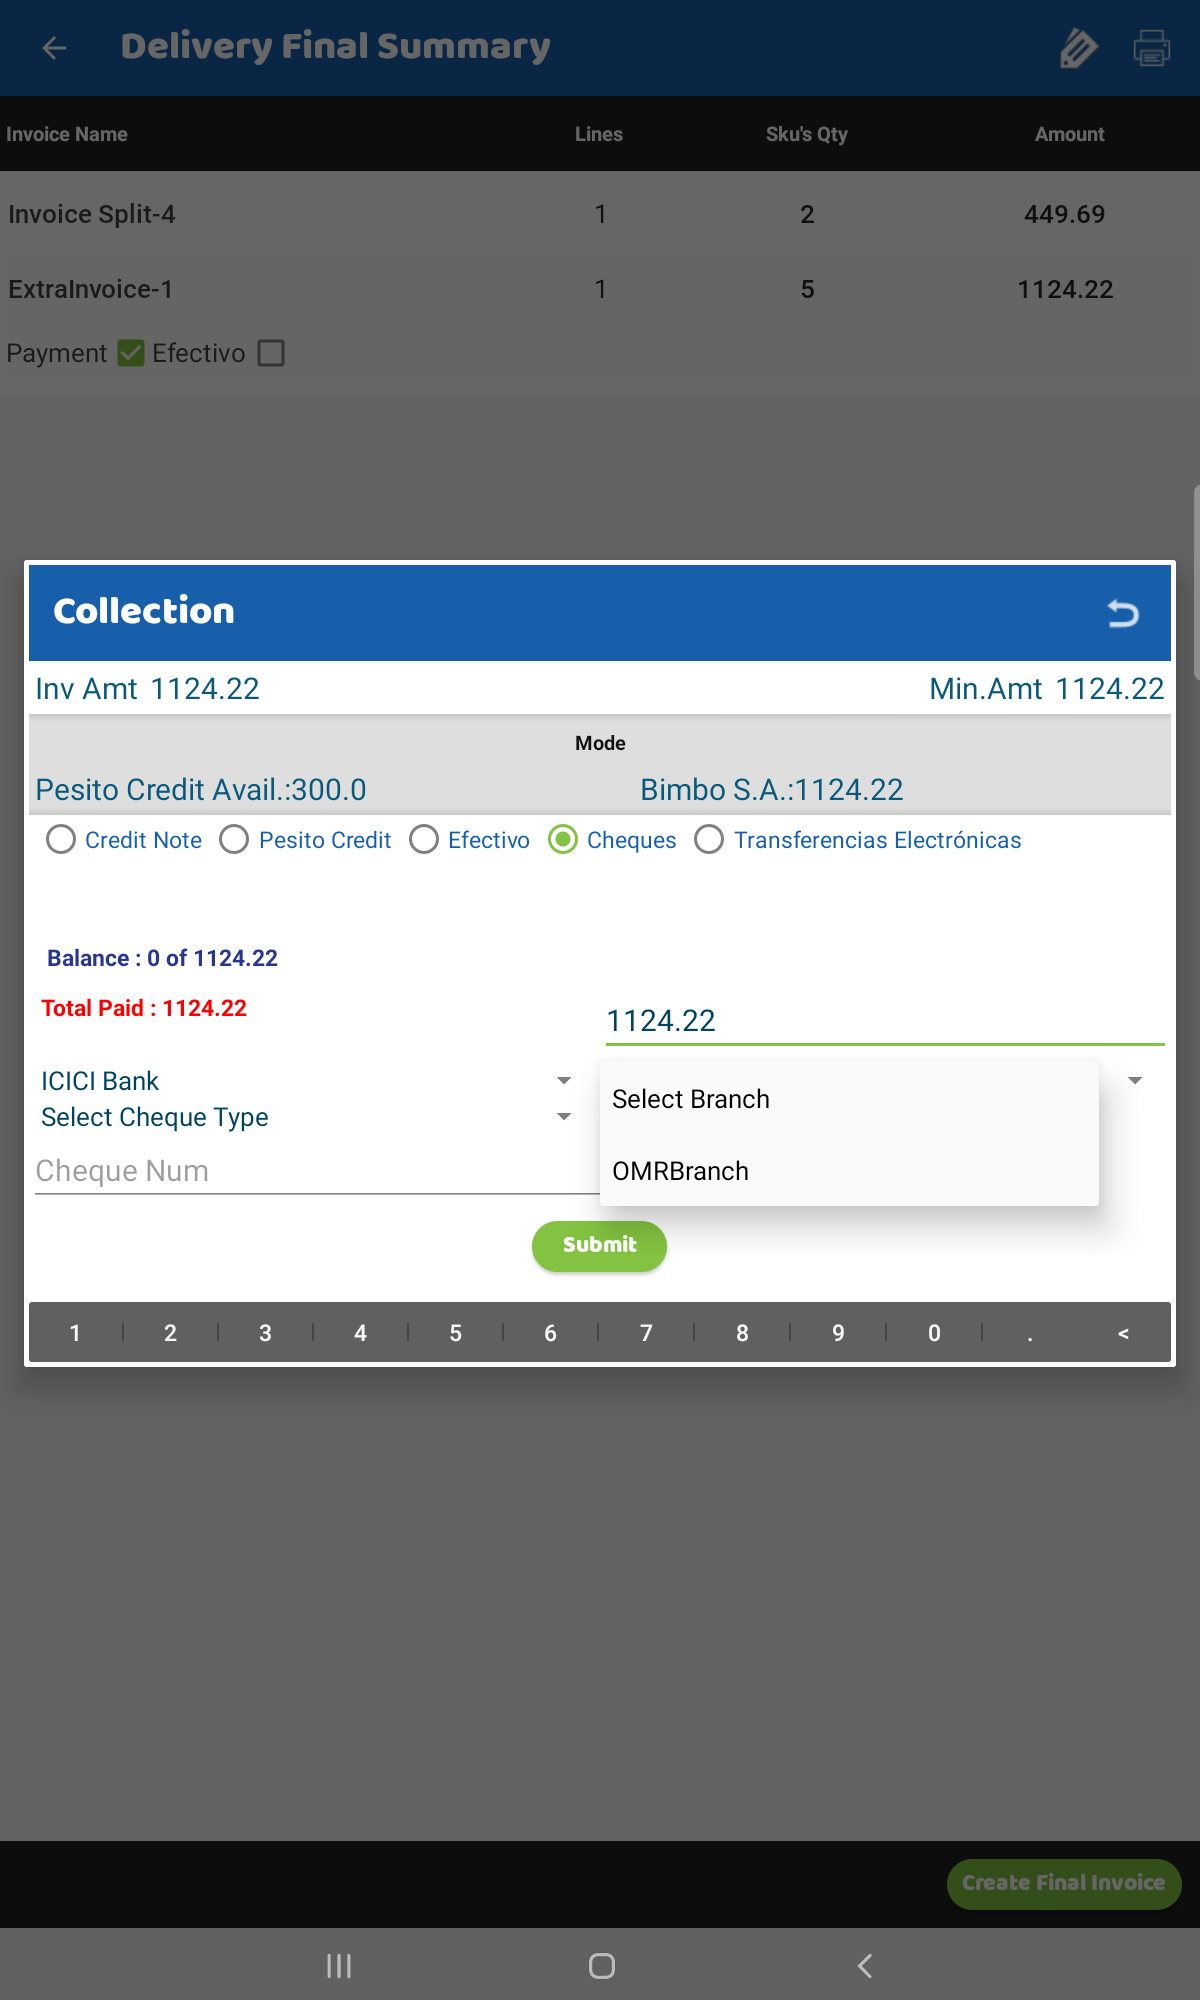 Delivery Final Summary
Invoice Name Lines Sku's Qty Amount
Invoice Split-4 1 2 449.69
ExtraInvoice-1 1 5 1124.22
Payment Efectivo
Collection
Inv Amt 1124.22 Min.Amt 1124.22
Mode
Pesito Credit Avail.:300.0 Bimbo S.A.:1124.22
Credit Note Pesito Credit Efectivo Cheques Transferencias Electrónicas
Balance : 0 of 1124.22
Total Paid : 1124.22
1124.22
ICICI Bank
Select Branch
Select Cheque Type
OMRBranch
Cheque Num
Submit
1 2 3 4 5 6 7 8 9 0 . <
Create Final Invoice